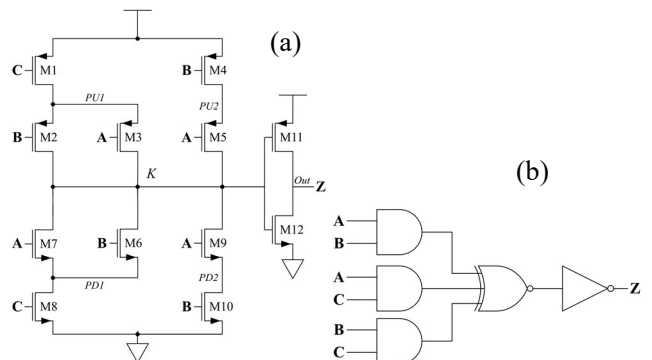 (a)
C M1
B M4
PU1
PU2
B M2
A M3
A M5
M11
K
Out Z
A M7
B M6
A M9
M12
PD1
PD2
C M8
B M10
(b)
A
B
A
C
Z
B
C